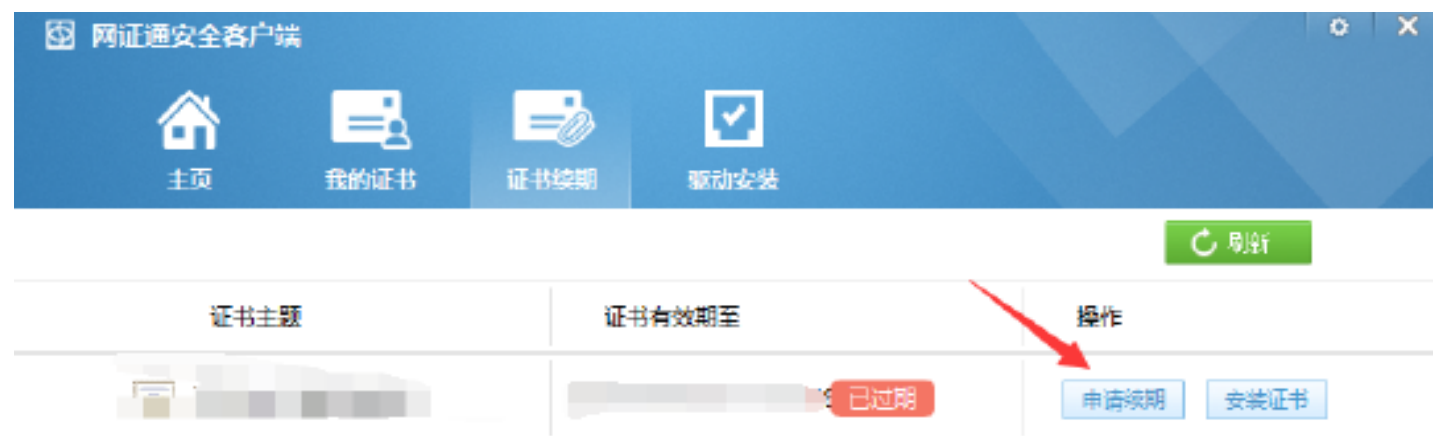 网证通安全客户端
主页 我的证书 证书续期 驱动安装
刷新
证书主题 证书有效期至 操作
已过期 申请续期 安装证书